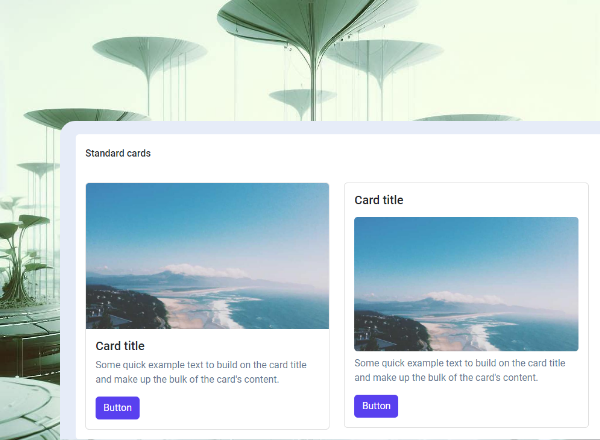 Standard cards
Card title
Some quick example text to build on the card title
and make up the bulk of the card's content.
Button
Card title
Some quick example text to build on the card title
and make up the bulk of the card's content.
Button